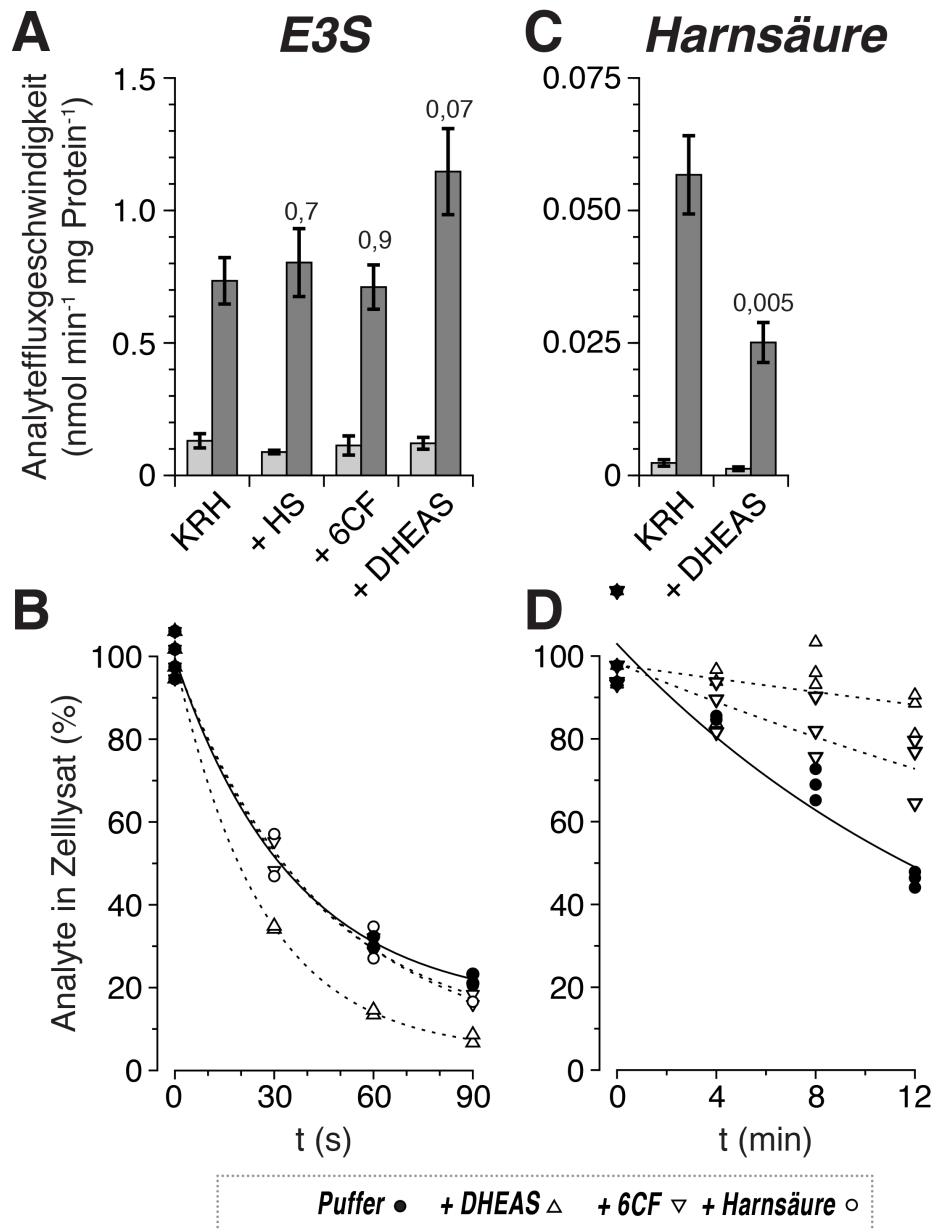 A E3S
Analyteffluxgeschwindigkeit
(nmol min⁻¹ mg Protein⁻¹)
1.5
1.0
0.5
0
0,7
0,9
0,07
KRH
+ HS
+ 6CF
+ DHEAS
C Harnsäure
0.075
0.050
0.025
0
0,005
KRH
+ DHEAS
B
Analyte in Zelllysat (%)
100
80
60
40
20
0
0 30 60 90
t (s)
D
100
80
60
40
20
0
0 4 8 12
t (min)
Puffer ● + DHEAS △ + 6CF ▽ + Harnsäure ○